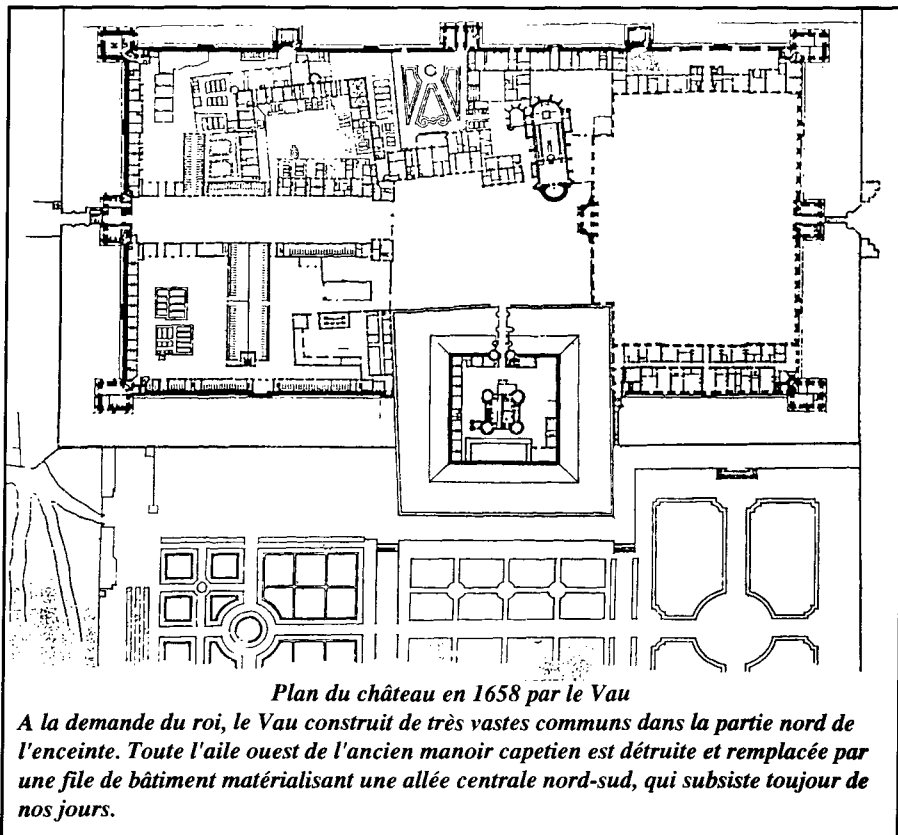 Plan du château en 1658 par le Vau
A la demande du roi, le Vau construit de très vastes communs dans la partie nord de
l'enceinte. Toute l'aile ouest de l'ancien manoir capetien est détruite et remplacée par
une file de bâtiment matérialisant une allée centrale nord-sud, qui subsiste toujour de
nos jours.